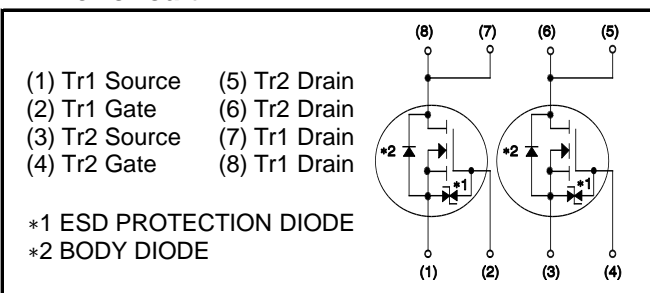 (8) (7) (6) (5)
(1) Tr1 Source (5) Tr2 Drain
(2) Tr1 Gate (6) Tr2 Drain
(3) Tr2 Source (7) Tr1 Drain
(4) Tr2 Gate (8) Tr1 Drain
*2 *2
*1 *1
*1 ESD PROTECTION DIODE
*2 BODY DIODE
(1) (2) (3) (4)